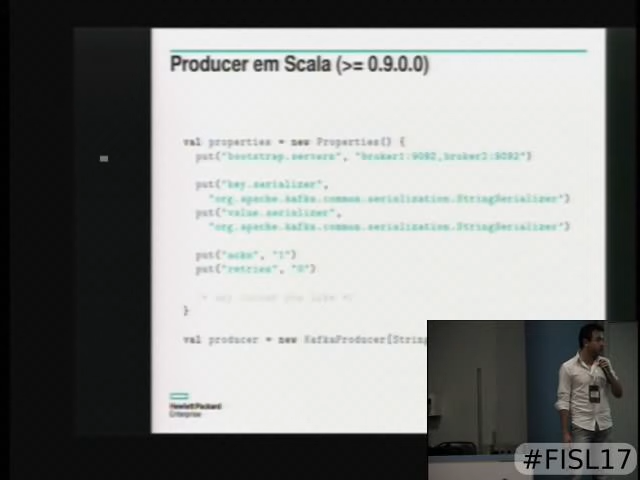 Producer em Scala (>= 0.9.0.0)
val properties = new Properties() {
put("bootstrap.servers", "broker1:9092,broker2:9092")
put("key.serializer",
"org.apache.kafka.common.serialization.StringSerializer")
put("value.serializer",
"org.apache.kafka.common.serialization.StringSerializer")
put("acks", "1")
put("retries", "0")
}
val producer = new KafkaProducer[String
Hewlett Packard
Enterprise
#FISL17